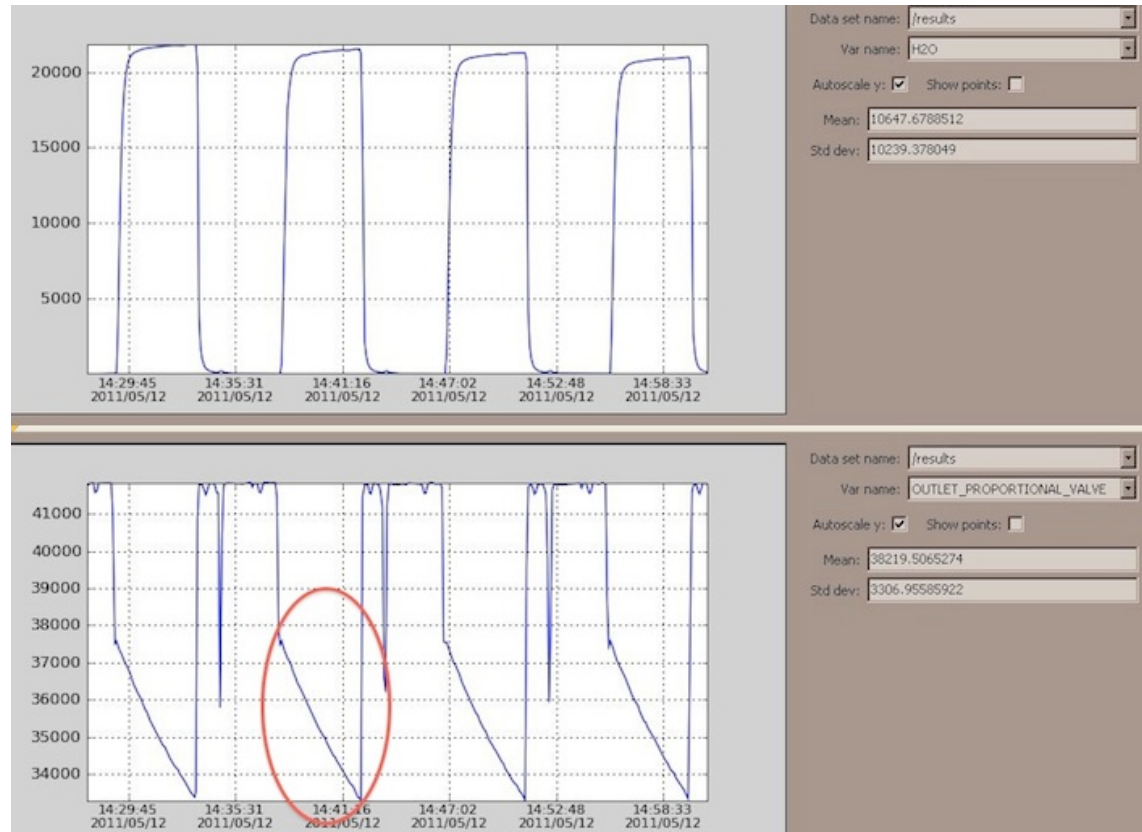 Data set name: /results
Var name: H2O
Autoscale y: Show points:
Mean: 10647.6788512
Std dev: 10239.378049
20000
15000
10000
5000
14:29:45 14:35:31 14:41:16 14:47:02 14:52:48 14:58:33
2011/05/12 2011/05/12 2011/05/12 2011/05/12 2011/05/12 2011/05/12
Data set name: /results
Var name: OUTLET_PROPORTIONAL_VALVE
Autoscale y: Show points:
Mean: 38219.5065274
Std dev: 3306.95585922
41000
40000
39000
38000
37000
36000
35000
34000
14:29:45 14:35:31 14:41:16 14:47:02 14:52:48 14:58:33
2011/05/12 2011/05/12 2011/05/12 2011/05/12 2011/05/12 2011/05/12